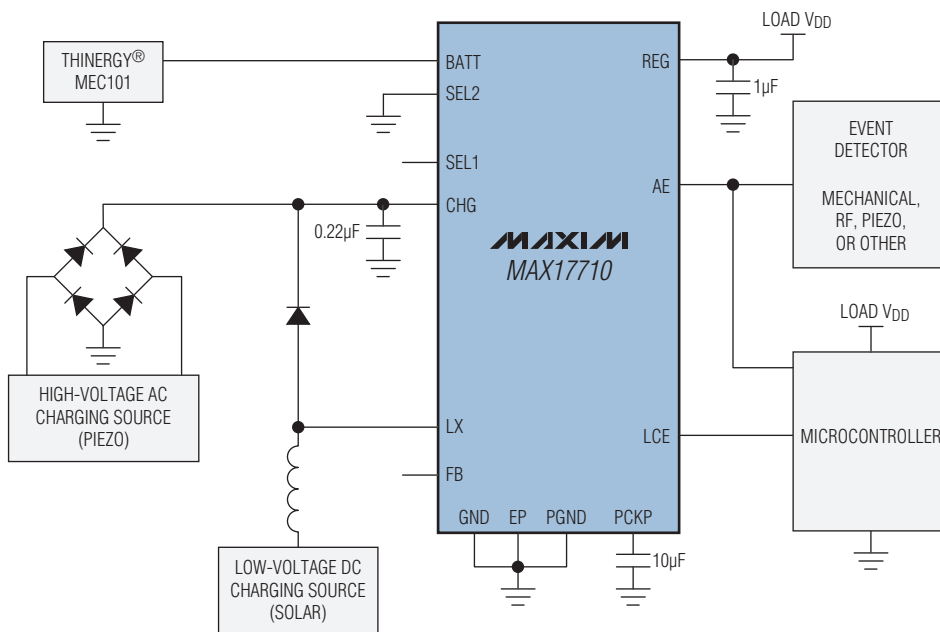 LOAD VDD
THINERGY®
MEC101
BATT
REG
1µF
SEL2
EVENT
DETECTOR
MECHANICAL,
RF, PIEZO,
OR OTHER
SEL1
AE
CHG
0.22µF
MAXIM
MAX17710
LOAD VDD
HIGH-VOLTAGE AC
CHARGING SOURCE
(PIEZO)
LX
LCE
MICROCONTROLLER
FB
GND EP PGND PCKP
10µF
LOW-VOLTAGE DC
CHARGING SOURCE
(SOLAR)